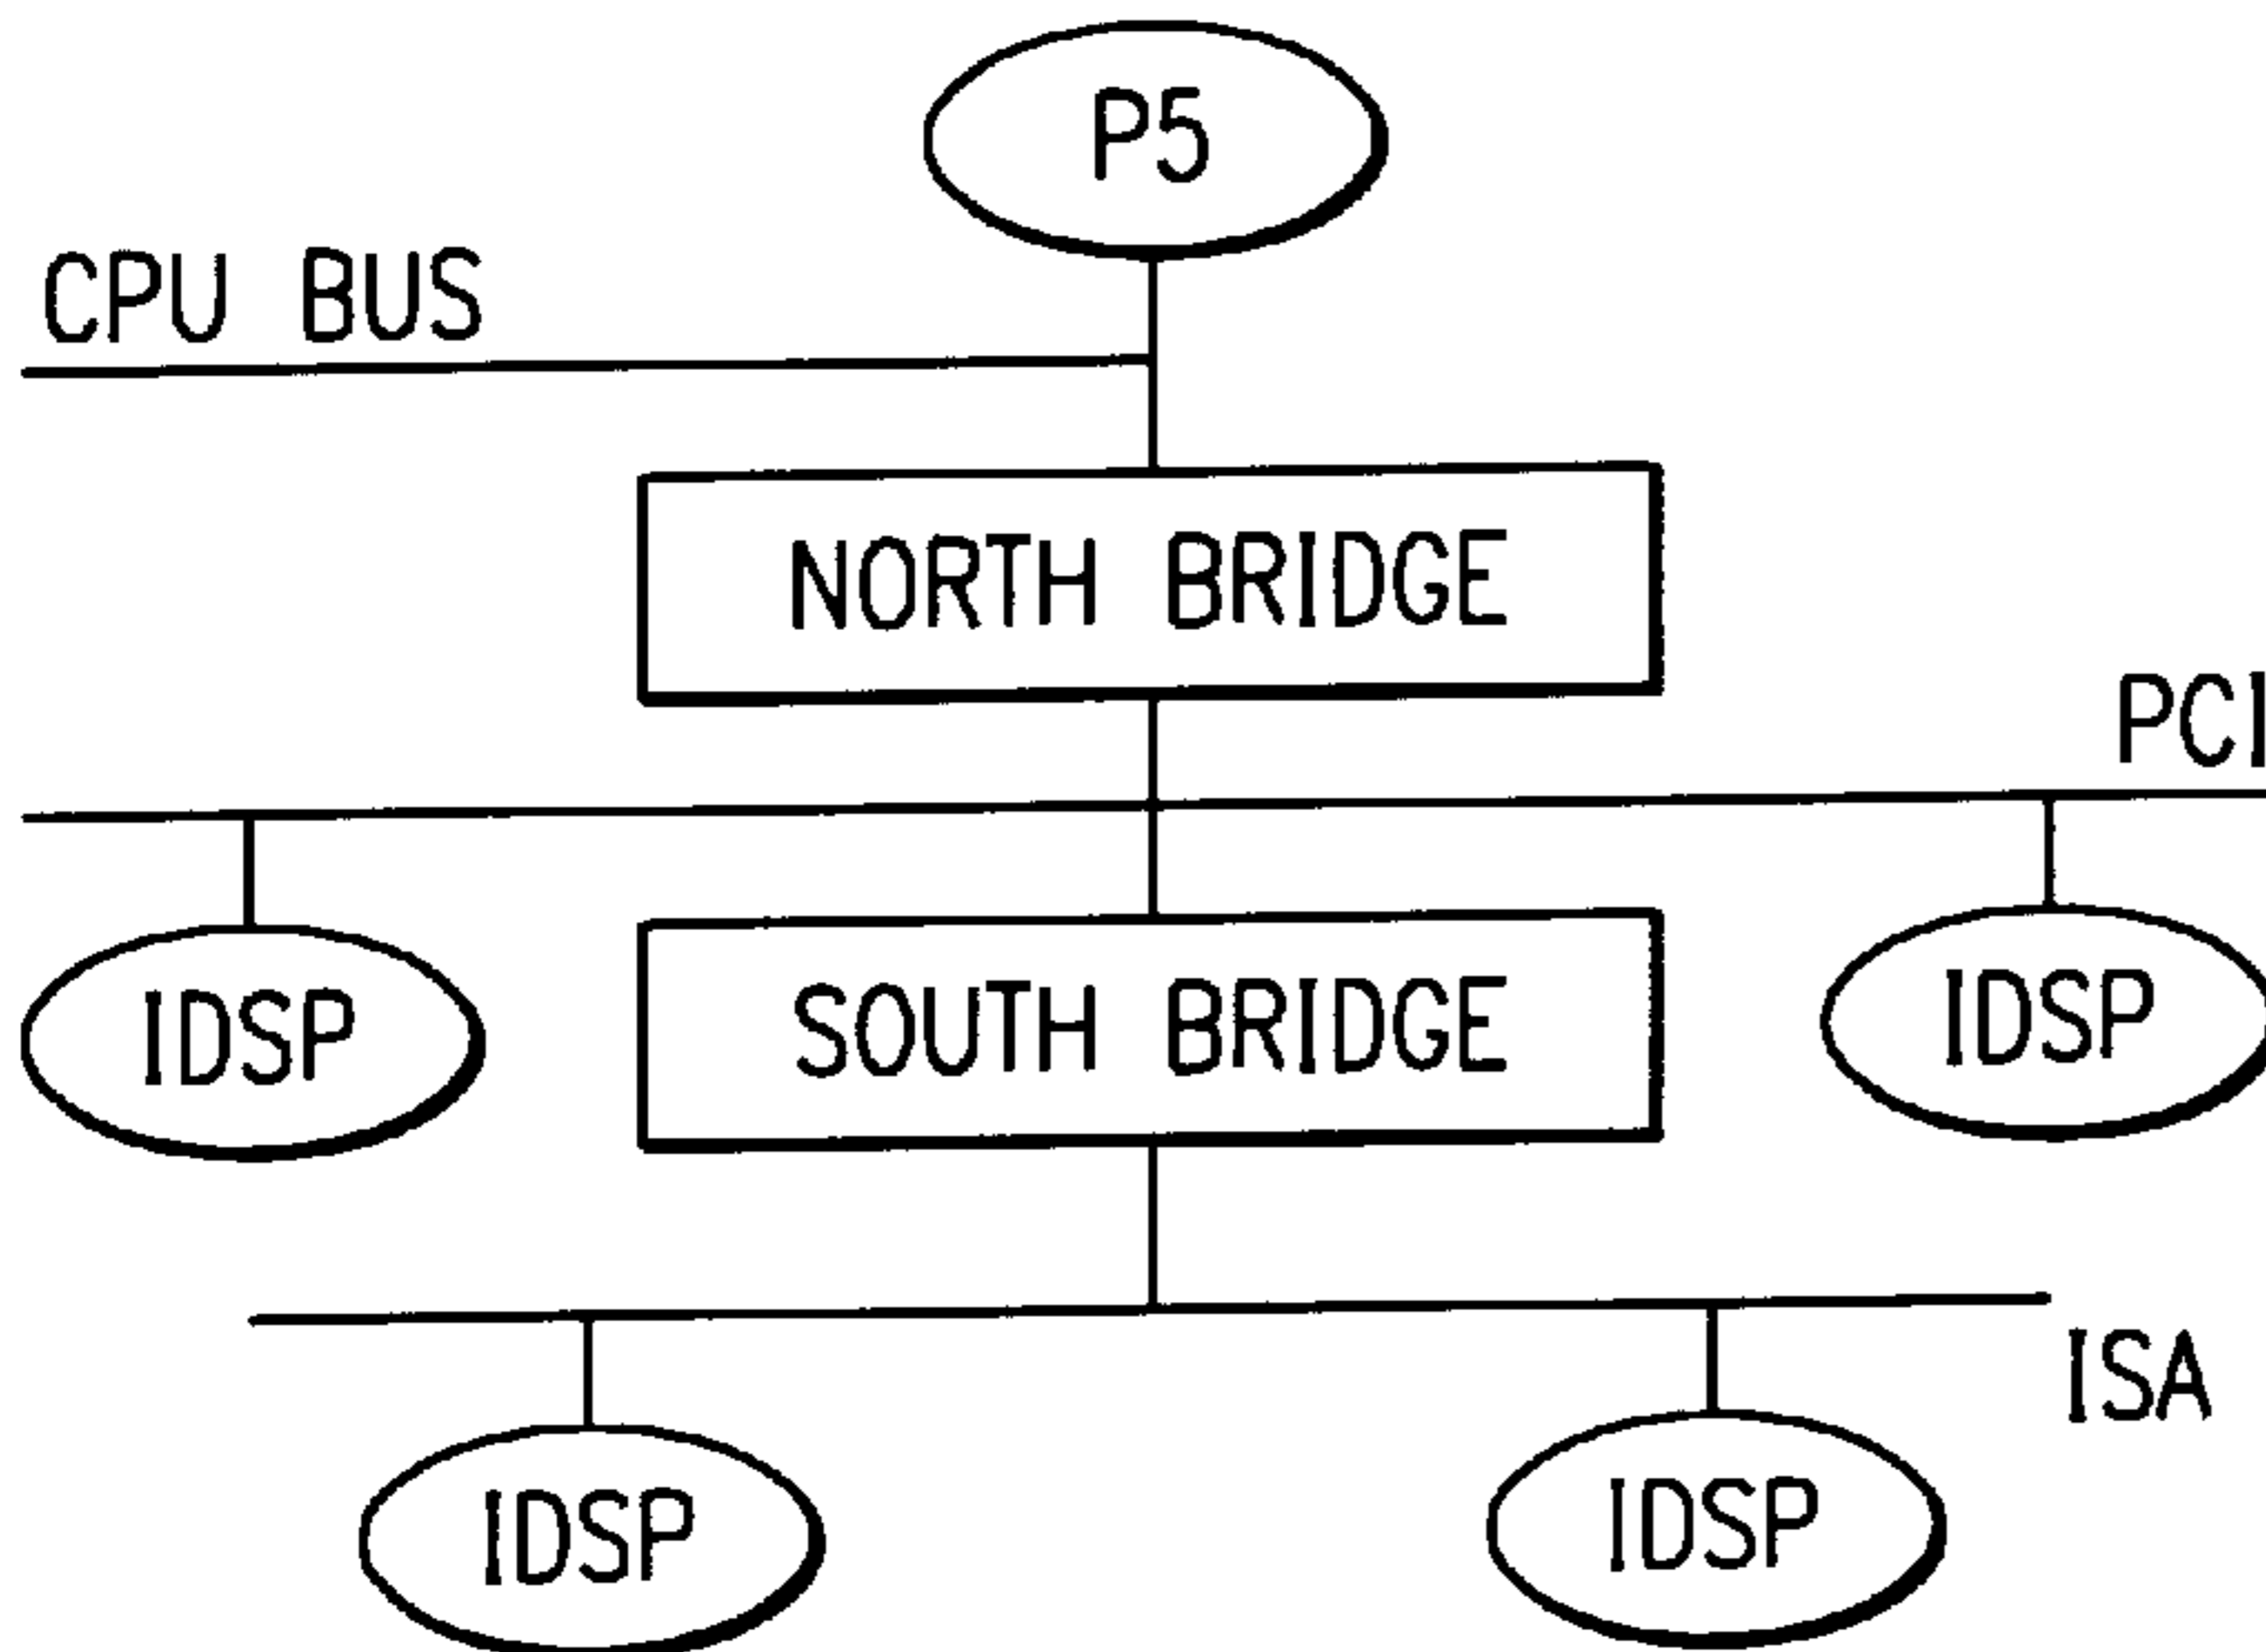 P5
CPU BUS
NORTH BRIDGE
PCI
IDSP
SOUTH BRIDGE
IDSP
ISA
IDSP
IDSP